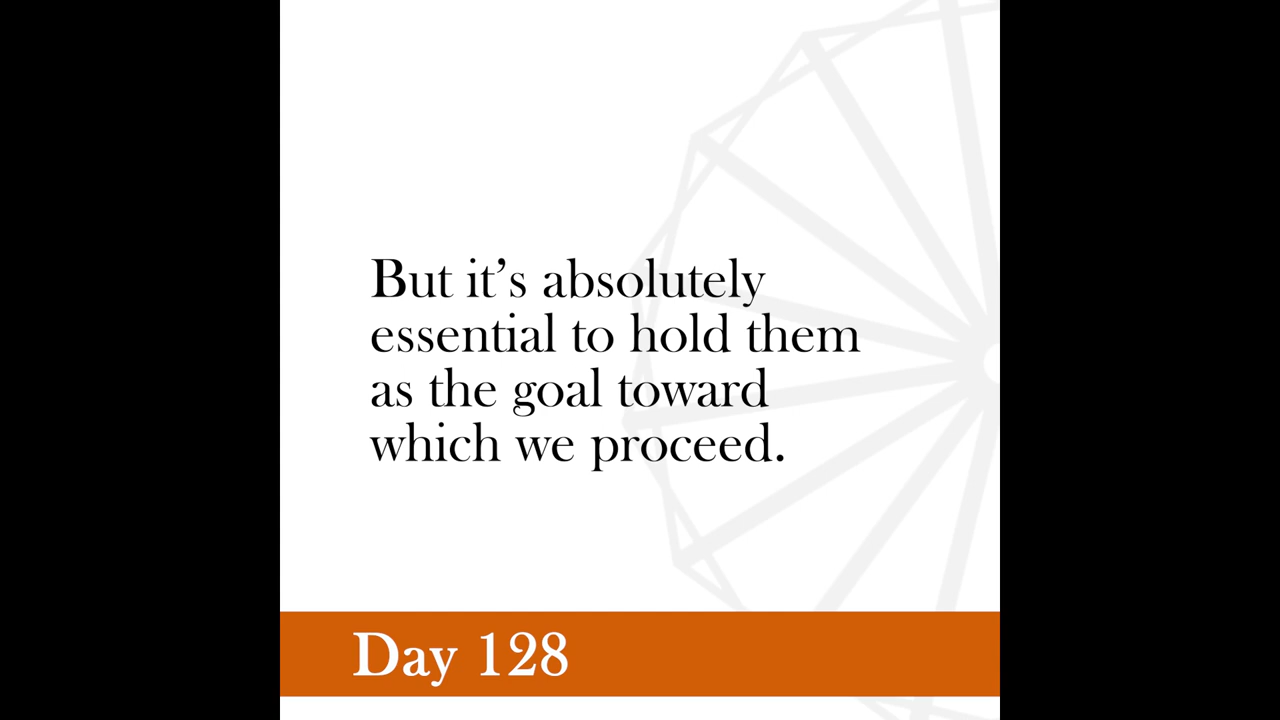 But it’s absolutely
essential to hold them
as the goal toward
which we proceed.
Day 128